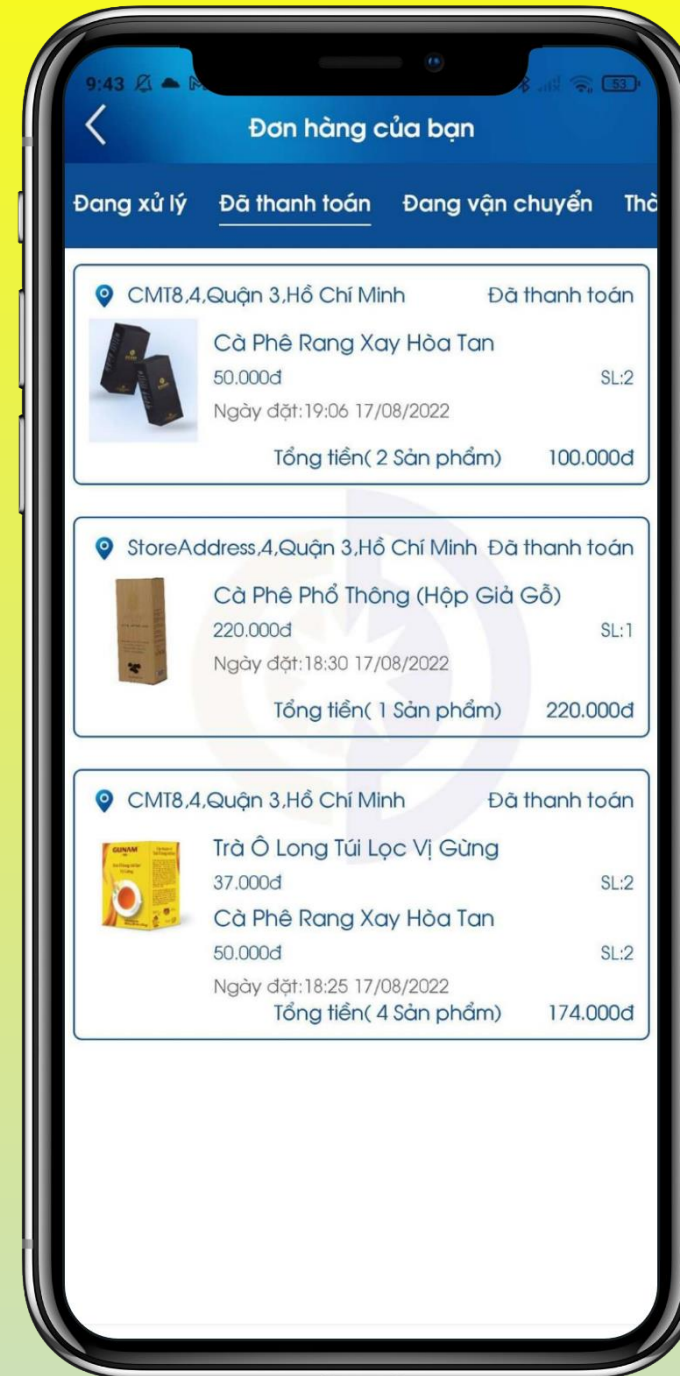 9:43
53
Đơn hàng của bạn
Đang xử lý Đã thanh toán Đang vận chuyển Thà
CMT8,4,Quận 3,Hồ Chí Minh Đã thanh toán
Cà Phê Rang Xay Hòa Tan
50.000đ SL:2
Ngày đặt:19:06 17/08/2022
Tổng tiền( 2 Sản phẩm) 100.000đ
StoreAddress,4,Quận 3,Hồ Chí Minh Đã thanh toán
Cà Phê Phổ Thông (Hộp Giả Gỗ)
220.000đ SL:1
Ngày đặt:18:30 17/08/2022
Tổng tiền( 1 Sản phẩm) 220.000đ
CMT8,4,Quận 3,Hồ Chí Minh Đã thanh toán
GUNAM
Trà Ô Long Túi Lọc Vị Gừng
37.000đ SL:2
Cà Phê Rang Xay Hòa Tan
50.000đ SL:2
Ngày đặt:18:25 17/08/2022
Tổng tiền( 4 Sản phẩm) 174.000đ